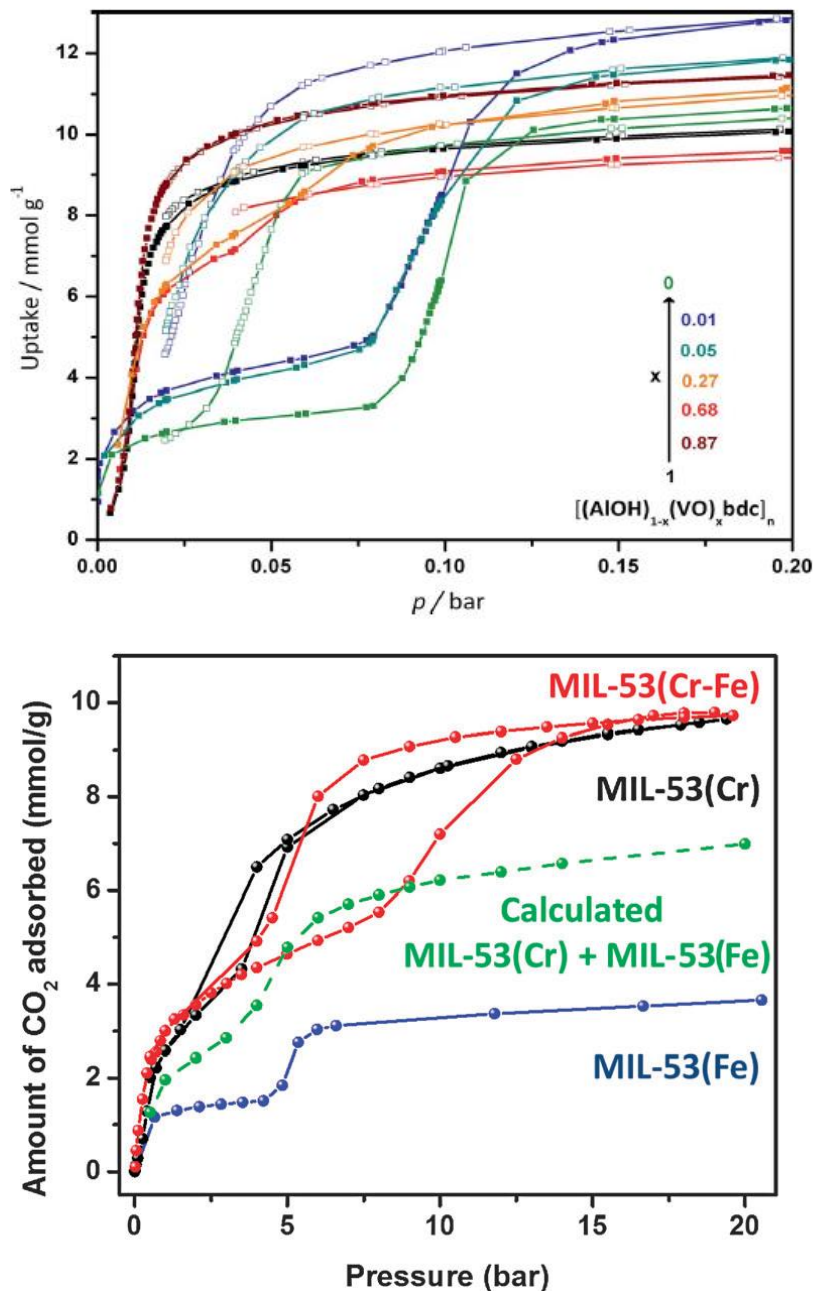 12
10
8
6
4
2
0
Uptake / mmol g⁻¹
0
0.01
0.05
x
0.27
0.68
0.87
1
[(AlOH)₁₋ₓ(VO)ₓbdc]ₙ
0.00 0.05 0.10 0.15 0.20
p / bar
10
8
6
4
2
0
Amount of CO₂ adsorbed (mmol/g)
MIL-53(Cr-Fe)
MIL-53(Cr)
Calculated
MIL-53(Cr) + MIL-53(Fe)
MIL-53(Fe)
0 5 10 15 20
Pressure (bar)